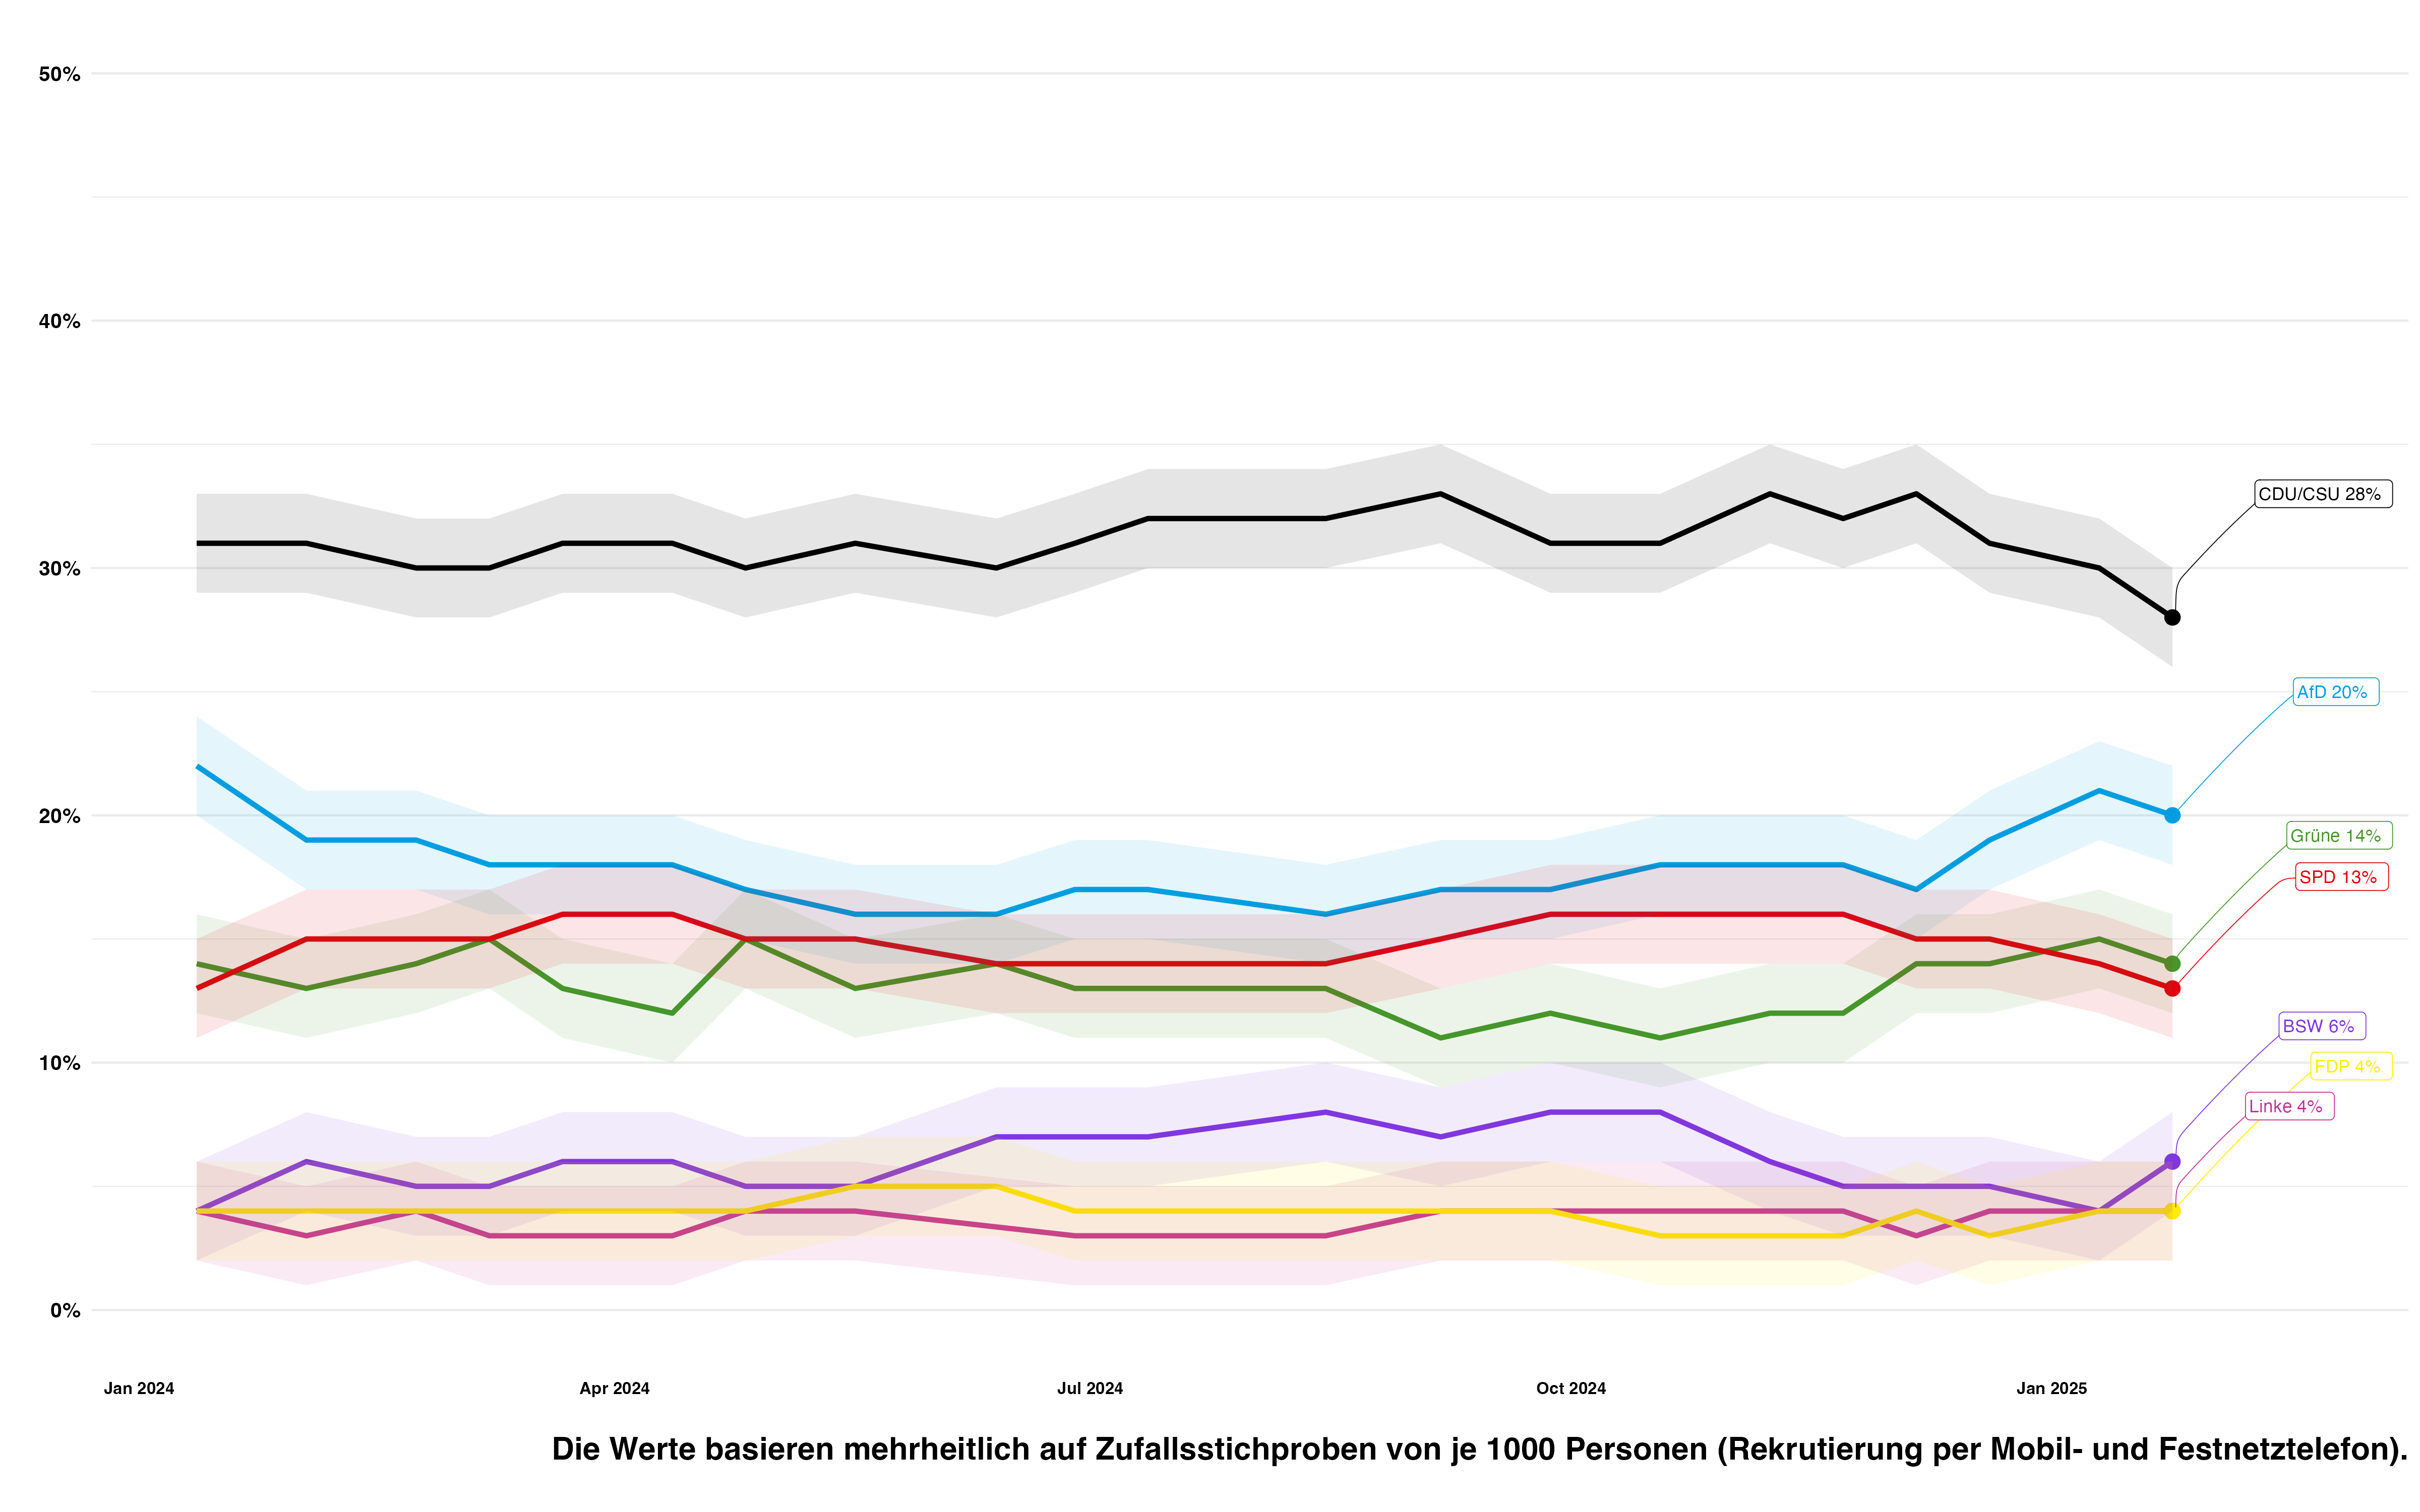 50%
40%
30%
20%
10%
0%
CDU/CSU 28%
AfD 20%
Grüne 14%
SPD 13%
BSW 6%
FDP 4%
Linke 4%
Jan 2024 Apr 2024 Jul 2024 Oct 2024 Jan 2025
Die Werte basieren mehrheitlich auf Zufallsstichproben von je 1000 Personen (Rekrutierung per Mobil- und Festnetztelefon).